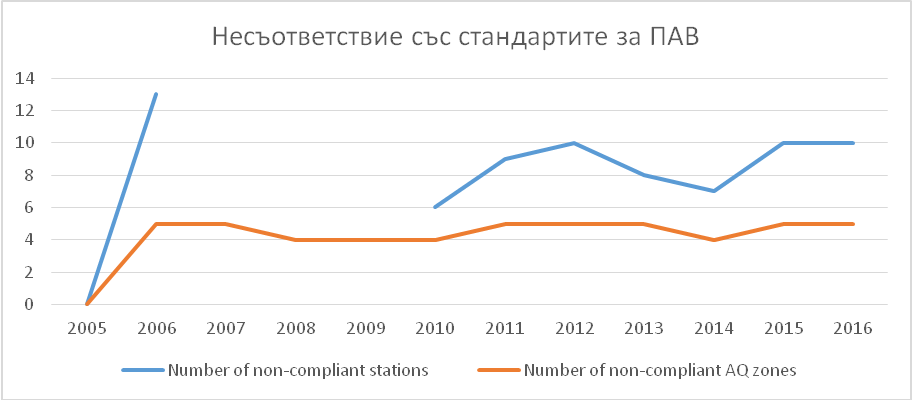 Несъответствие със стандартите за ПАВ
14
12
10
8
6
4
2
0
2005 2006 2007 2008 2009 2010 2011 2012 2013 2014 2015 2016
Number of non-compliant stations Number of non-compliant AQ zones